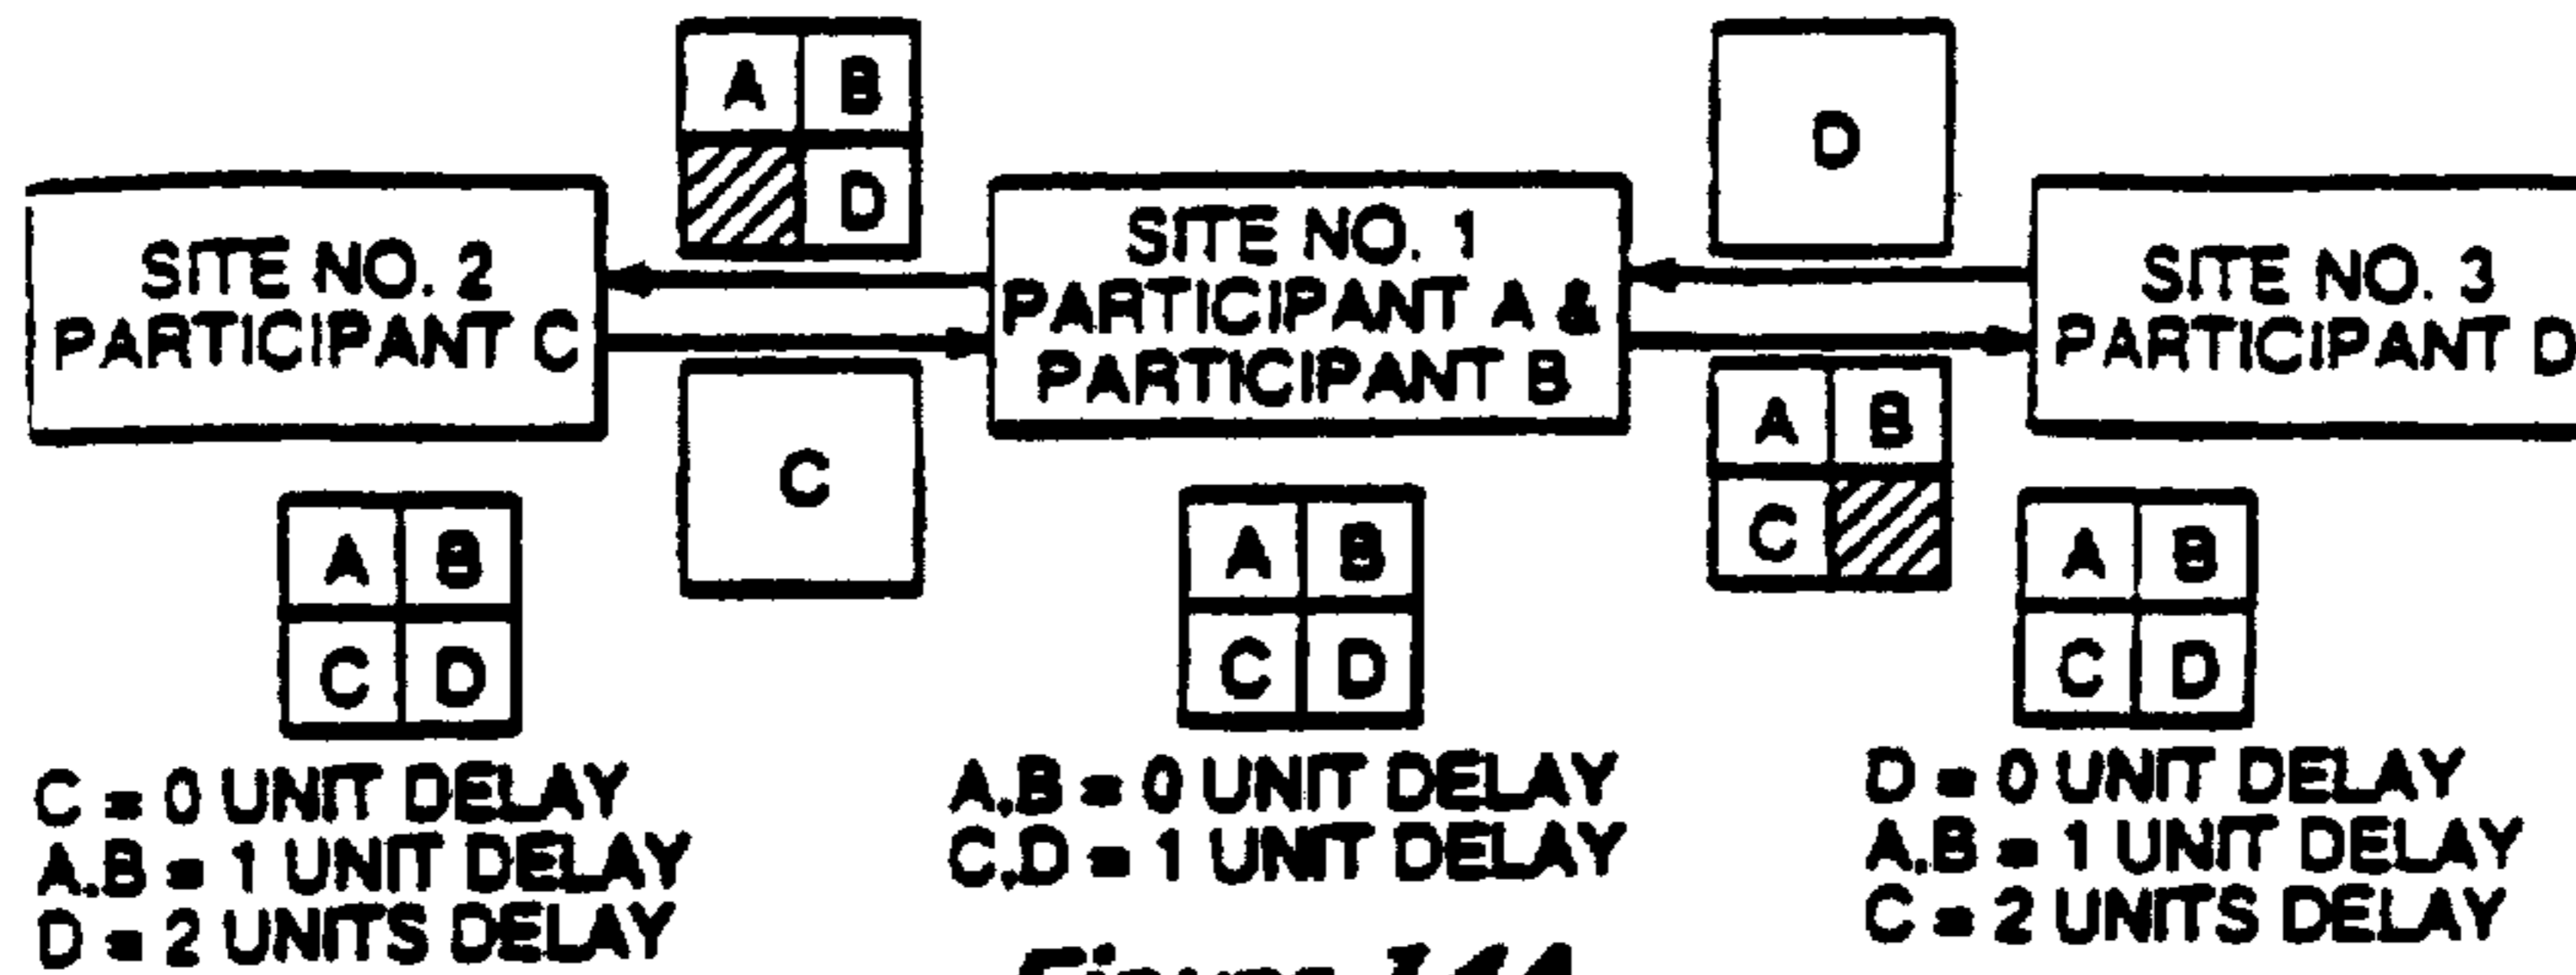 A B
D
D
SITE NO. 2
PARTICIPANT C
SITE NO. 1
PARTICIPANT A &
PARTICIPANT B
SITE NO. 3
PARTICIPANT D
C
A B
C
A B
C D
A B
C D
A B
C D
C = 0 UNIT DELAY
A.B = 1 UNIT DELAY
D = 2 UNITS DELAY
A.B = 0 UNIT DELAY
C,D = 1 UNIT DELAY
D = 0 UNIT DELAY
A.B = 1 UNIT DELAY
C = 2 UNITS DELAY
Figure